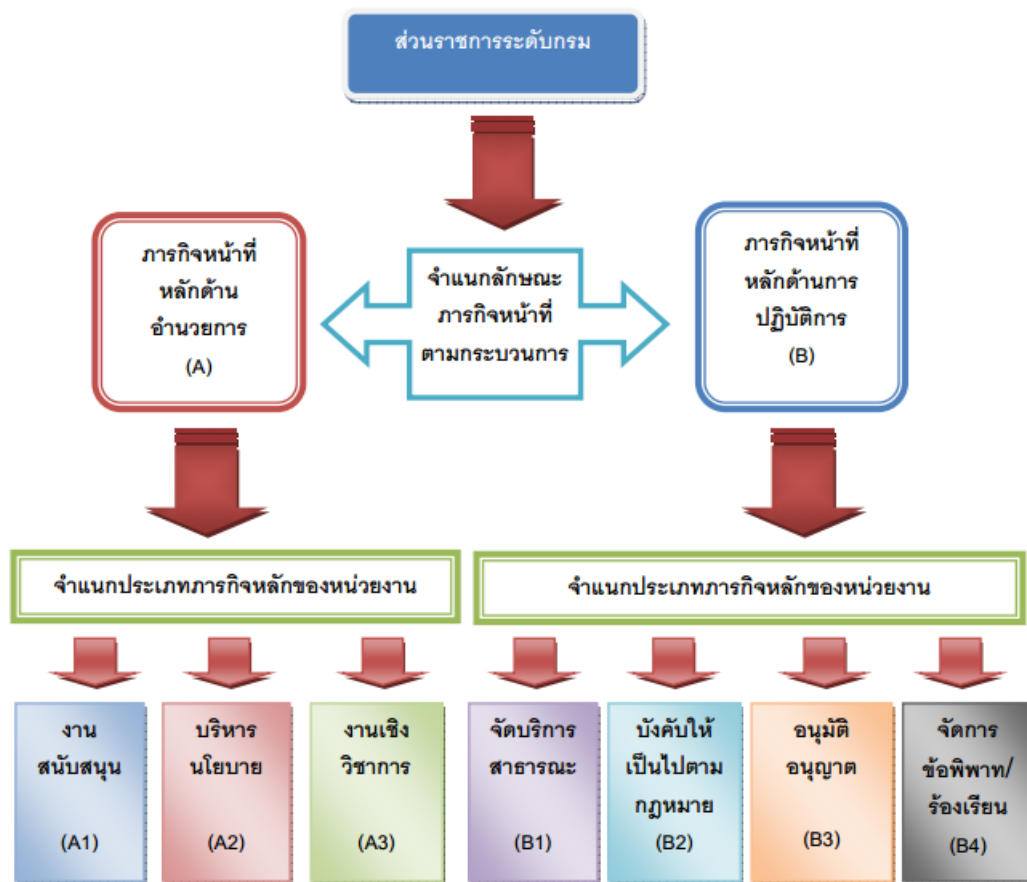 ส่วนราชการระดับกรม
ภารกิจหน้าที่
หลักด้าน
อำนวยการ
(A)
จำแนกลักษณะ
ภารกิจหน้าที่
ตามกระบวนการ
ภารกิจหน้าที่
หลักด้านการ
ปฏิบัติการ
(B)
จำแนกประเภทภารกิจหลักของหน่วยงาน
จำแนกประเภทภารกิจหลักของหน่วยงาน
งาน
สนับสนุน
(A1)
บริหาร
นโยบาย
(A2)
งานเชิง
วิชาการ
(A3)
จัดบริการ
สาธารณะ
(B1)
บังคับให้
เป็นไปตาม
กฎหมาย
(B2)
อนุมัติ
อนุญาต
(B3)
จัดการ
ข้อพิพาท/
ร้องเรียน
(B4)